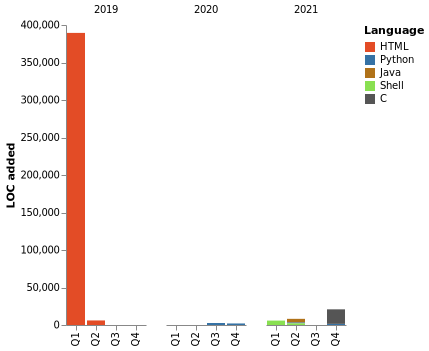 2019 2020 2021
Language
HTML
Python
Java
Shell
C
LOC added
400,000
350,000
300,000
250,000
200,000
150,000
100,000
50,000
0
Q1 Q2 Q3 Q4 Q1 Q2 Q3 Q4 Q1 Q2 Q3 Q4